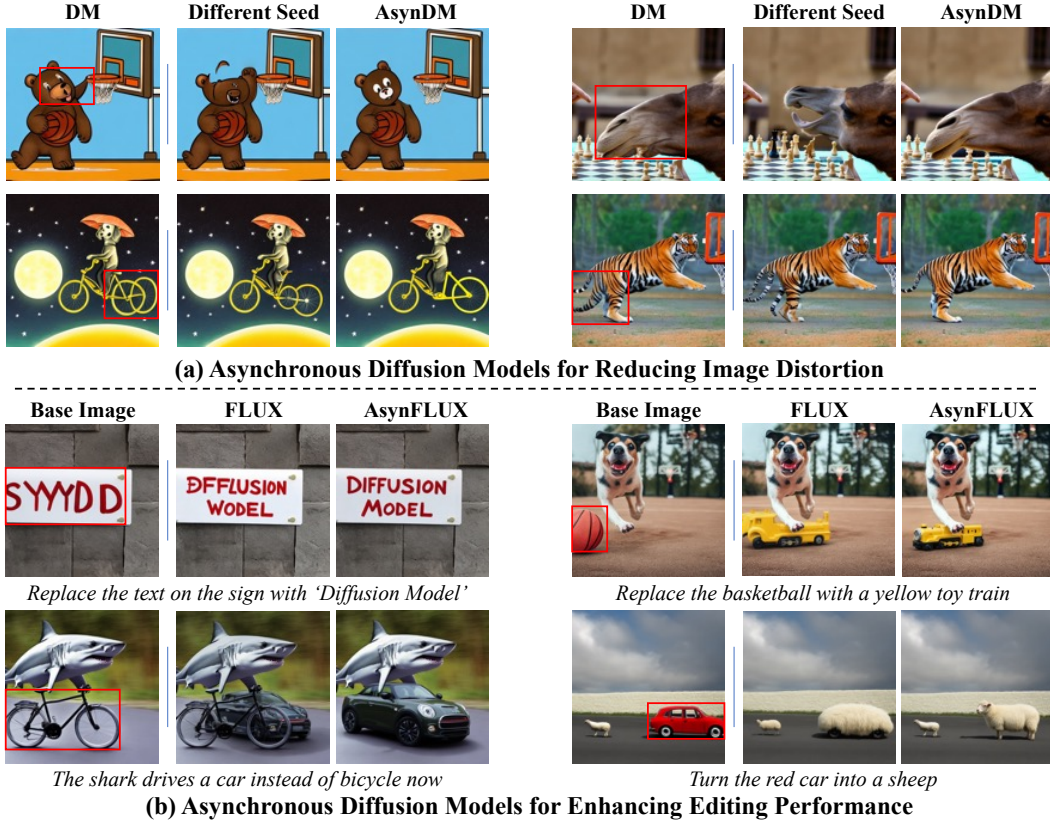 DM Different Seed AsynDM DM Different Seed AsynDM
(a) Asynchronous Diffusion Models for Reducing Image Distortion
Base Image FLUX AsynFLUX Base Image FLUX AsynFLUX
SYYYDD
DFFLUSION
WODEL
DIFFUSION
MODEL
Replace the text on the sign with ‘Diffusion Model’ Replace the basketball with a yellow toy train
The shark drives a car instead of bicycle now Turn the red car into a sheep
(b) Asynchronous Diffusion Models for Enhancing Editing Performance